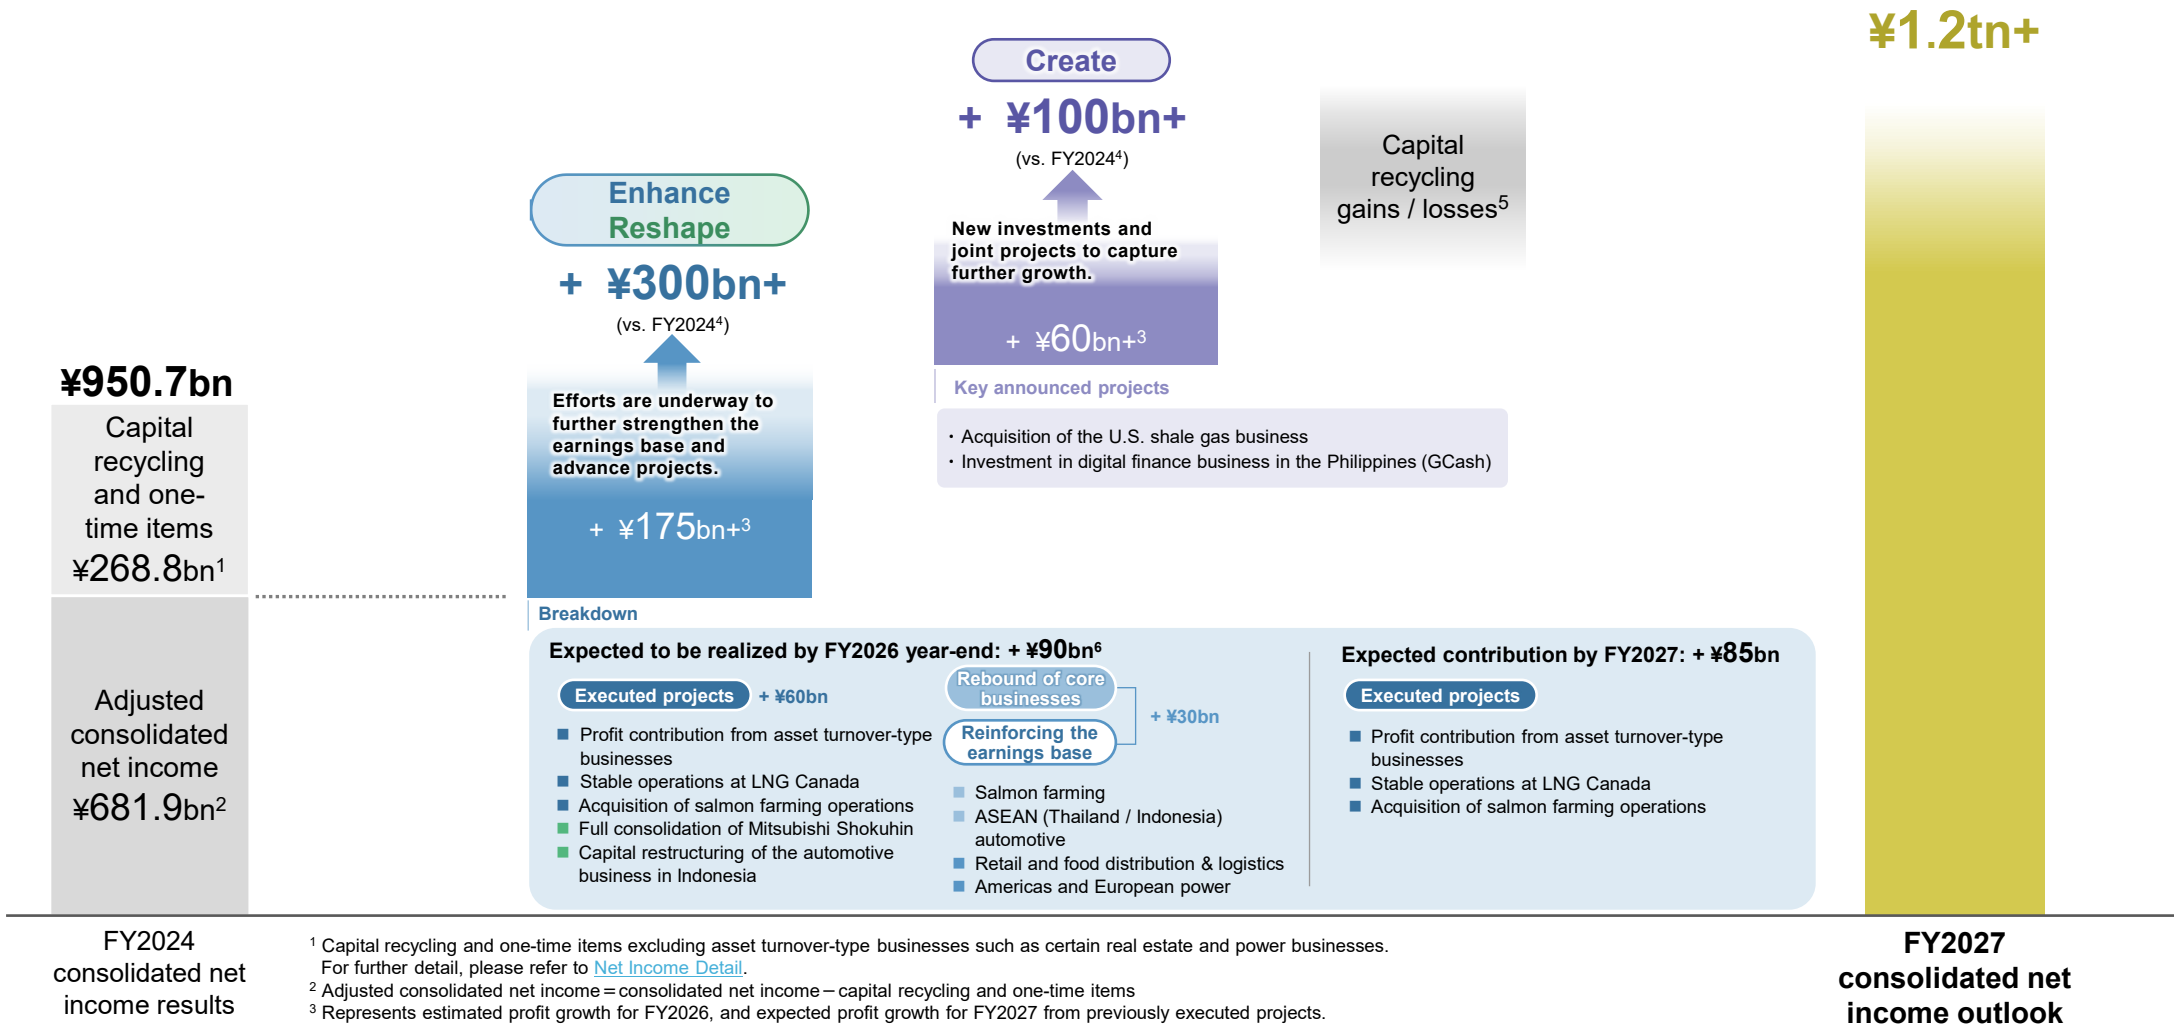 ¥1.2tn+
Create
+ ¥100bn+
(vs. FY2024⁴)
Capital
recycling
gains / losses⁵
Enhance
Reshape
+ ¥300bn+
(vs. FY2024⁴)
New investments and
joint projects to capture
further growth.
+ ¥60bn+³
Key announced projects
・Acquisition of the U.S. shale gas business
・Investment in digital finance business in the Philippines (GCash)
Efforts are underway to
further strengthen the
earnings base and
advance projects.
+ ¥175bn+³
¥950.7bn
Capital
recycling
and one-
time items
¥268.8bn¹
Adjusted
consolidated
net income
¥681.9bn²
Breakdown
Expected to be realized by FY2026 year-end: + ¥90bn⁶
Executed projects + ¥60bn
■ Profit contribution from asset turnover-type
businesses
■ Stable operations at LNG Canada
■ Acquisition of salmon farming operations
■ Full consolidation of Mitsubishi Shokuhin
■ Capital restructuring of the automotive
business in Indonesia
Rebound of core
businesses
Reinforcing the
earnings base
+ ¥30bn
■ Salmon farming
■ ASEAN (Thailand / Indonesia)
automotive
■ Retail and food distribution & logistics
■ Americas and European power
Expected contribution by FY2027: + ¥85bn
Executed projects
■ Profit contribution from asset turnover-type
businesses
■ Stable operations at LNG Canada
■ Acquisition of salmon farming operations
FY2024
consolidated net
income results
¹ Capital recycling and one-time items excluding asset turnover-type businesses such as certain real estate and power businesses.
For further detail, please refer to Net Income Detail.
² Adjusted consolidated net income=consolidated net income−capital recycling and one-time items
³ Represents estimated profit growth for FY2026, and expected profit growth for FY2027 from previously executed projects.
FY2027
consolidated net
income outlook